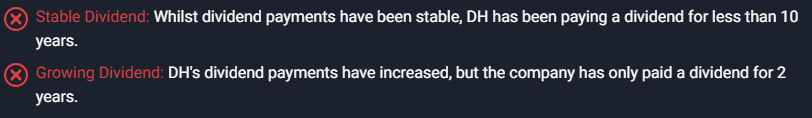 Stable Dividend: Whilst dividend payments have been stable, DH has been paying a dividend for less than 10
years.
Growing Dividend: DH's dividend payments have increased, but the company has only paid a dividend for 2
years.